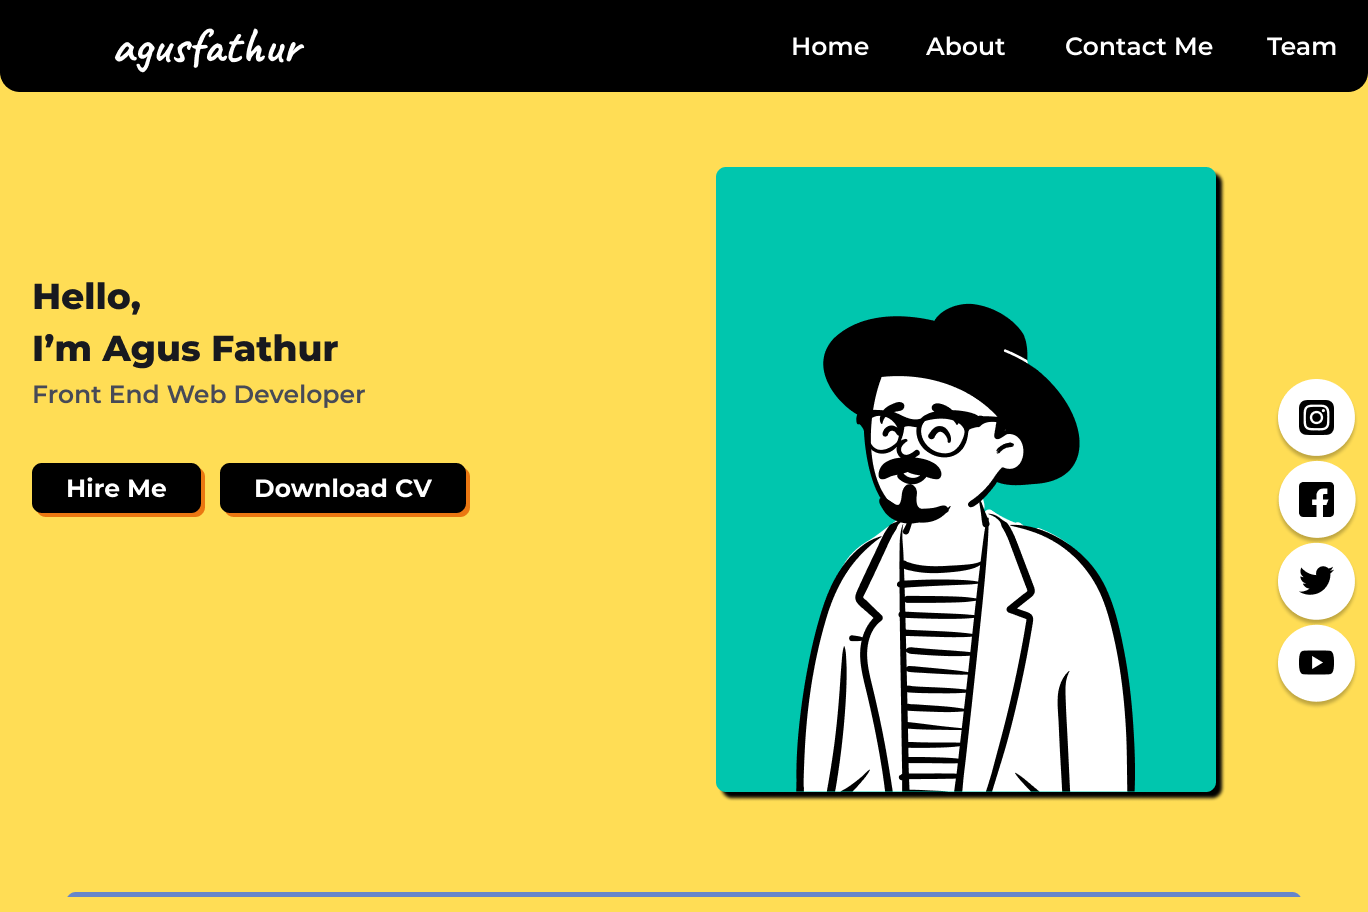 agusfathur
Home
About
Contact Me
Team
Hello,
I’m Agus Fathur
Front End Web Developer
Hire Me
Download CV